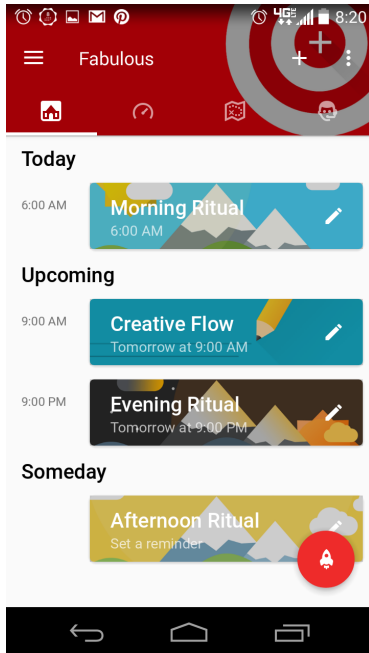 4G LTE 8:20
Fabulous
Today
6:00 AM
Morning Ritual
6:00 AM
Upcoming
9:00 AM
Creative Flow
Tomorrow at 9:00 AM
9:00 PM
Evening Ritual
Tomorrow at 9:00 PM
Someday
Afternoon Ritual
Set a reminder